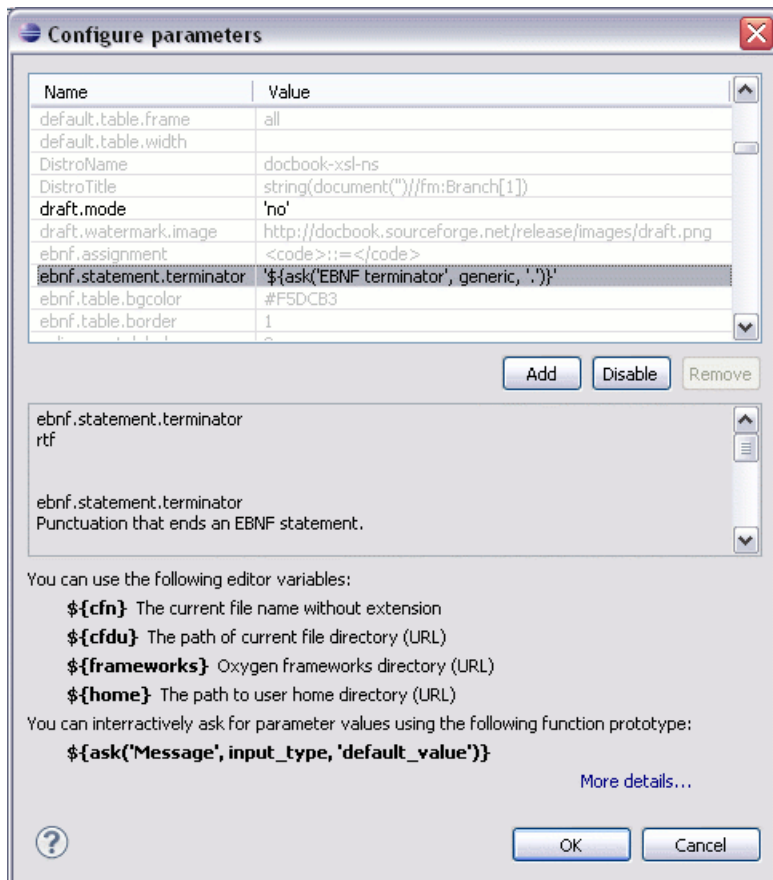 Configure parameters
Name Value
default.table.frame all
default.table.width
DistroName docbook-xsl-ns
DistroTitle string(document('')//fm:Branch[1])
draft.mode 'no'
draft.watermark.image http://docbook.sourceforge.net/release/images/draft.png
ebnf.assignment <code>::=</code>
ebnf.statement.terminator '${ask('EBNF terminator', generic, '.')}'
ebnf.table.bgcolor #F5DCB3
ebnf.table.border 1
Add Disable Remove
ebnf.statement.terminator
rtf
ebnf.statement.terminator
Punctuation that ends an EBNF statement.
You can use the following editor variables:
${cfn} The current file name without extension
${cfdu} The path of current file directory (URL)
${frameworks} Oxygen frameworks directory (URL)
${home} The path to user home directory (URL)
You can interractively ask for parameter values using the following function prototype:
${ask('Message', input_type, 'default_value')}
More details...
? OK Cancel